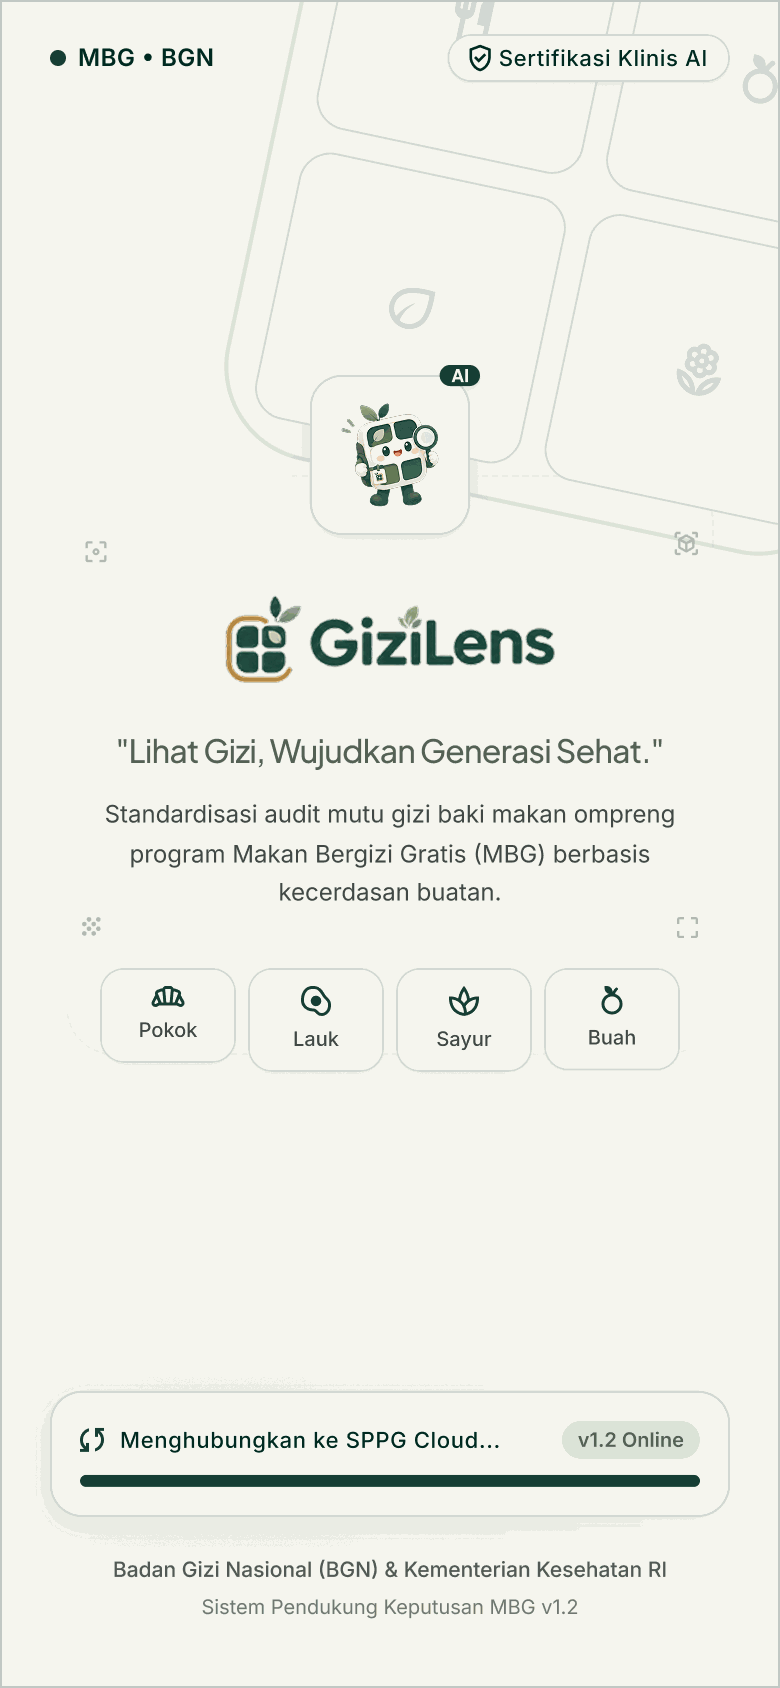 MBG • BGN
Sertifikasi Klinis AI
AI
GiziLens
"Lihat Gizi, Wujudkan Generasi Sehat."
Standardisasi audit mutu gizi baki makan ompreng
program Makan Bergizi Gratis (MBG) berbasis
kecerdasan buatan.
Pokok
Lauk
Sayur
Buah
Menghubungkan ke SPPG Cloud...
v1.2 Online
Badan Gizi Nasional (BGN) & Kementerian Kesehatan RI
Sistem Pendukung Keputusan MBG v1.2